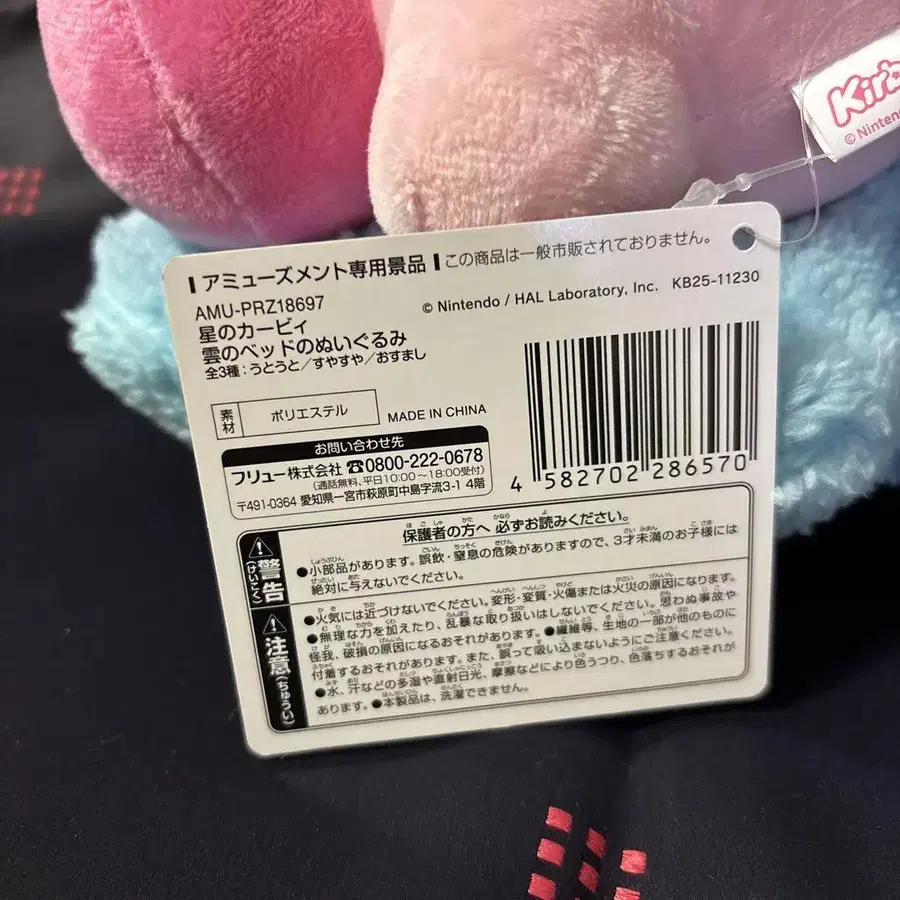 Kirb
© Nintend
アミューズメント専用景品 この商品は一般市販されておりません。
AMU-PRZ18697
© Nintendo / HAL Laboratory, Inc. KB25-11230
星のカービィ
雲のベッドのぬいぐるみ
全3種：うとうと／すやすや／おすまし
素材 ポリエステル
MADE IN CHINA
4 582702 286570
お問い合わせ先
フリュー株式会社 ☎0800-222-0678
(通話無料、平日10:00～18:00受付)
〒491-0364 愛知県一宮市萩原町中島字流3-1 4階
警告(けいこく)
保護者の方へ 必ずお読みください。
●小部品があります。誤飲・窒息の危険がありますので、3才未満のお子様には
絶対に与えないでください。
注意(ちゅうい)
●火気には近づけないでください。変形・変質・火傷または火災の原因になります。
●無理な力を加えたり、乱暴な取り扱いはしないでください。思わぬ事故や
怪我、破損の原因になるおそれがあります。●繊維等、生地の一部が他のものに
付着するおそれがあります。また、誤って吸い込まないようにご注意ください。
●水、汗などの多湿や直射日光、摩擦などにより色うつり、色落ちするおそれが
あります。●本製品は、洗濯できません。